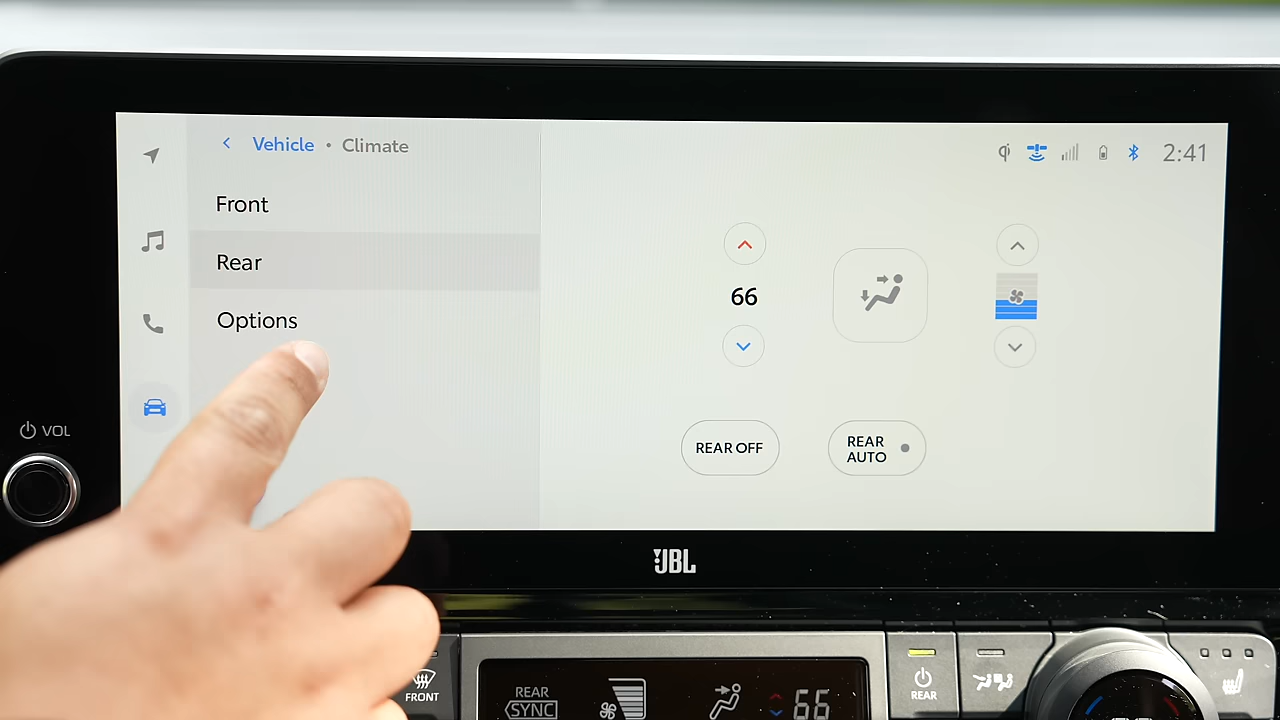 Vehicle • Climate
2:41
Front
Rear
Options
66
REAR OFF
REAR
AUTO
VOL
JBL
FRONT
REAR
SYNC
66
REAR